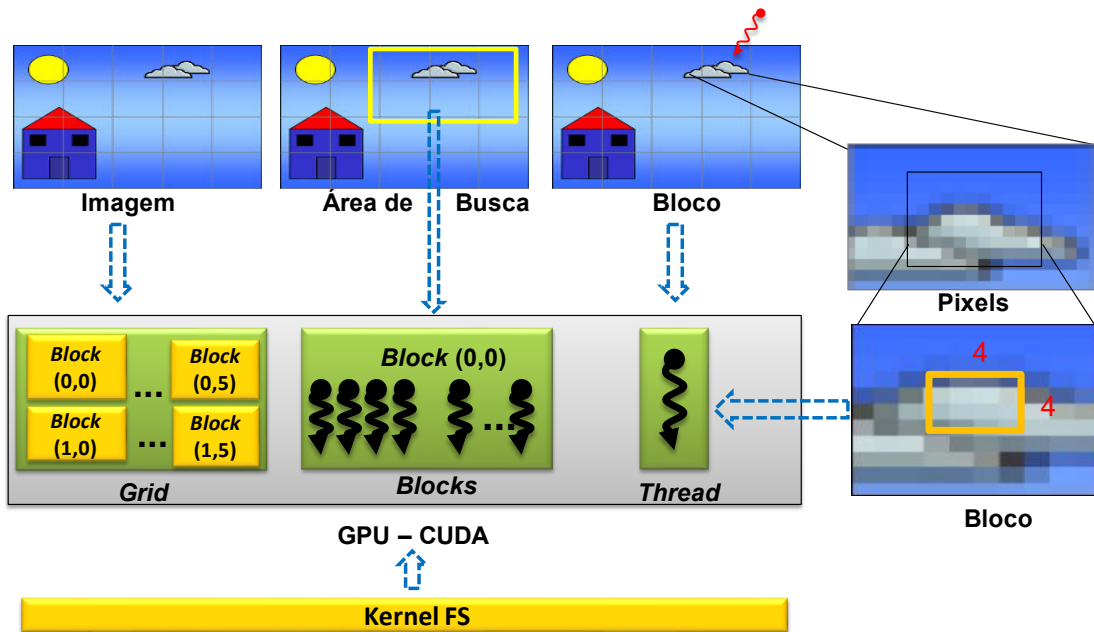 Imagem
Área de Busca
Bloco
Pixels
4
4
Bloco
Block
(0,0)
...
Block
(0,5)
Block
(1,0)
...
Block
(1,5)
Grid
Block (0,0)
...
Blocks
Thread
GPU – CUDA
Kernel FS